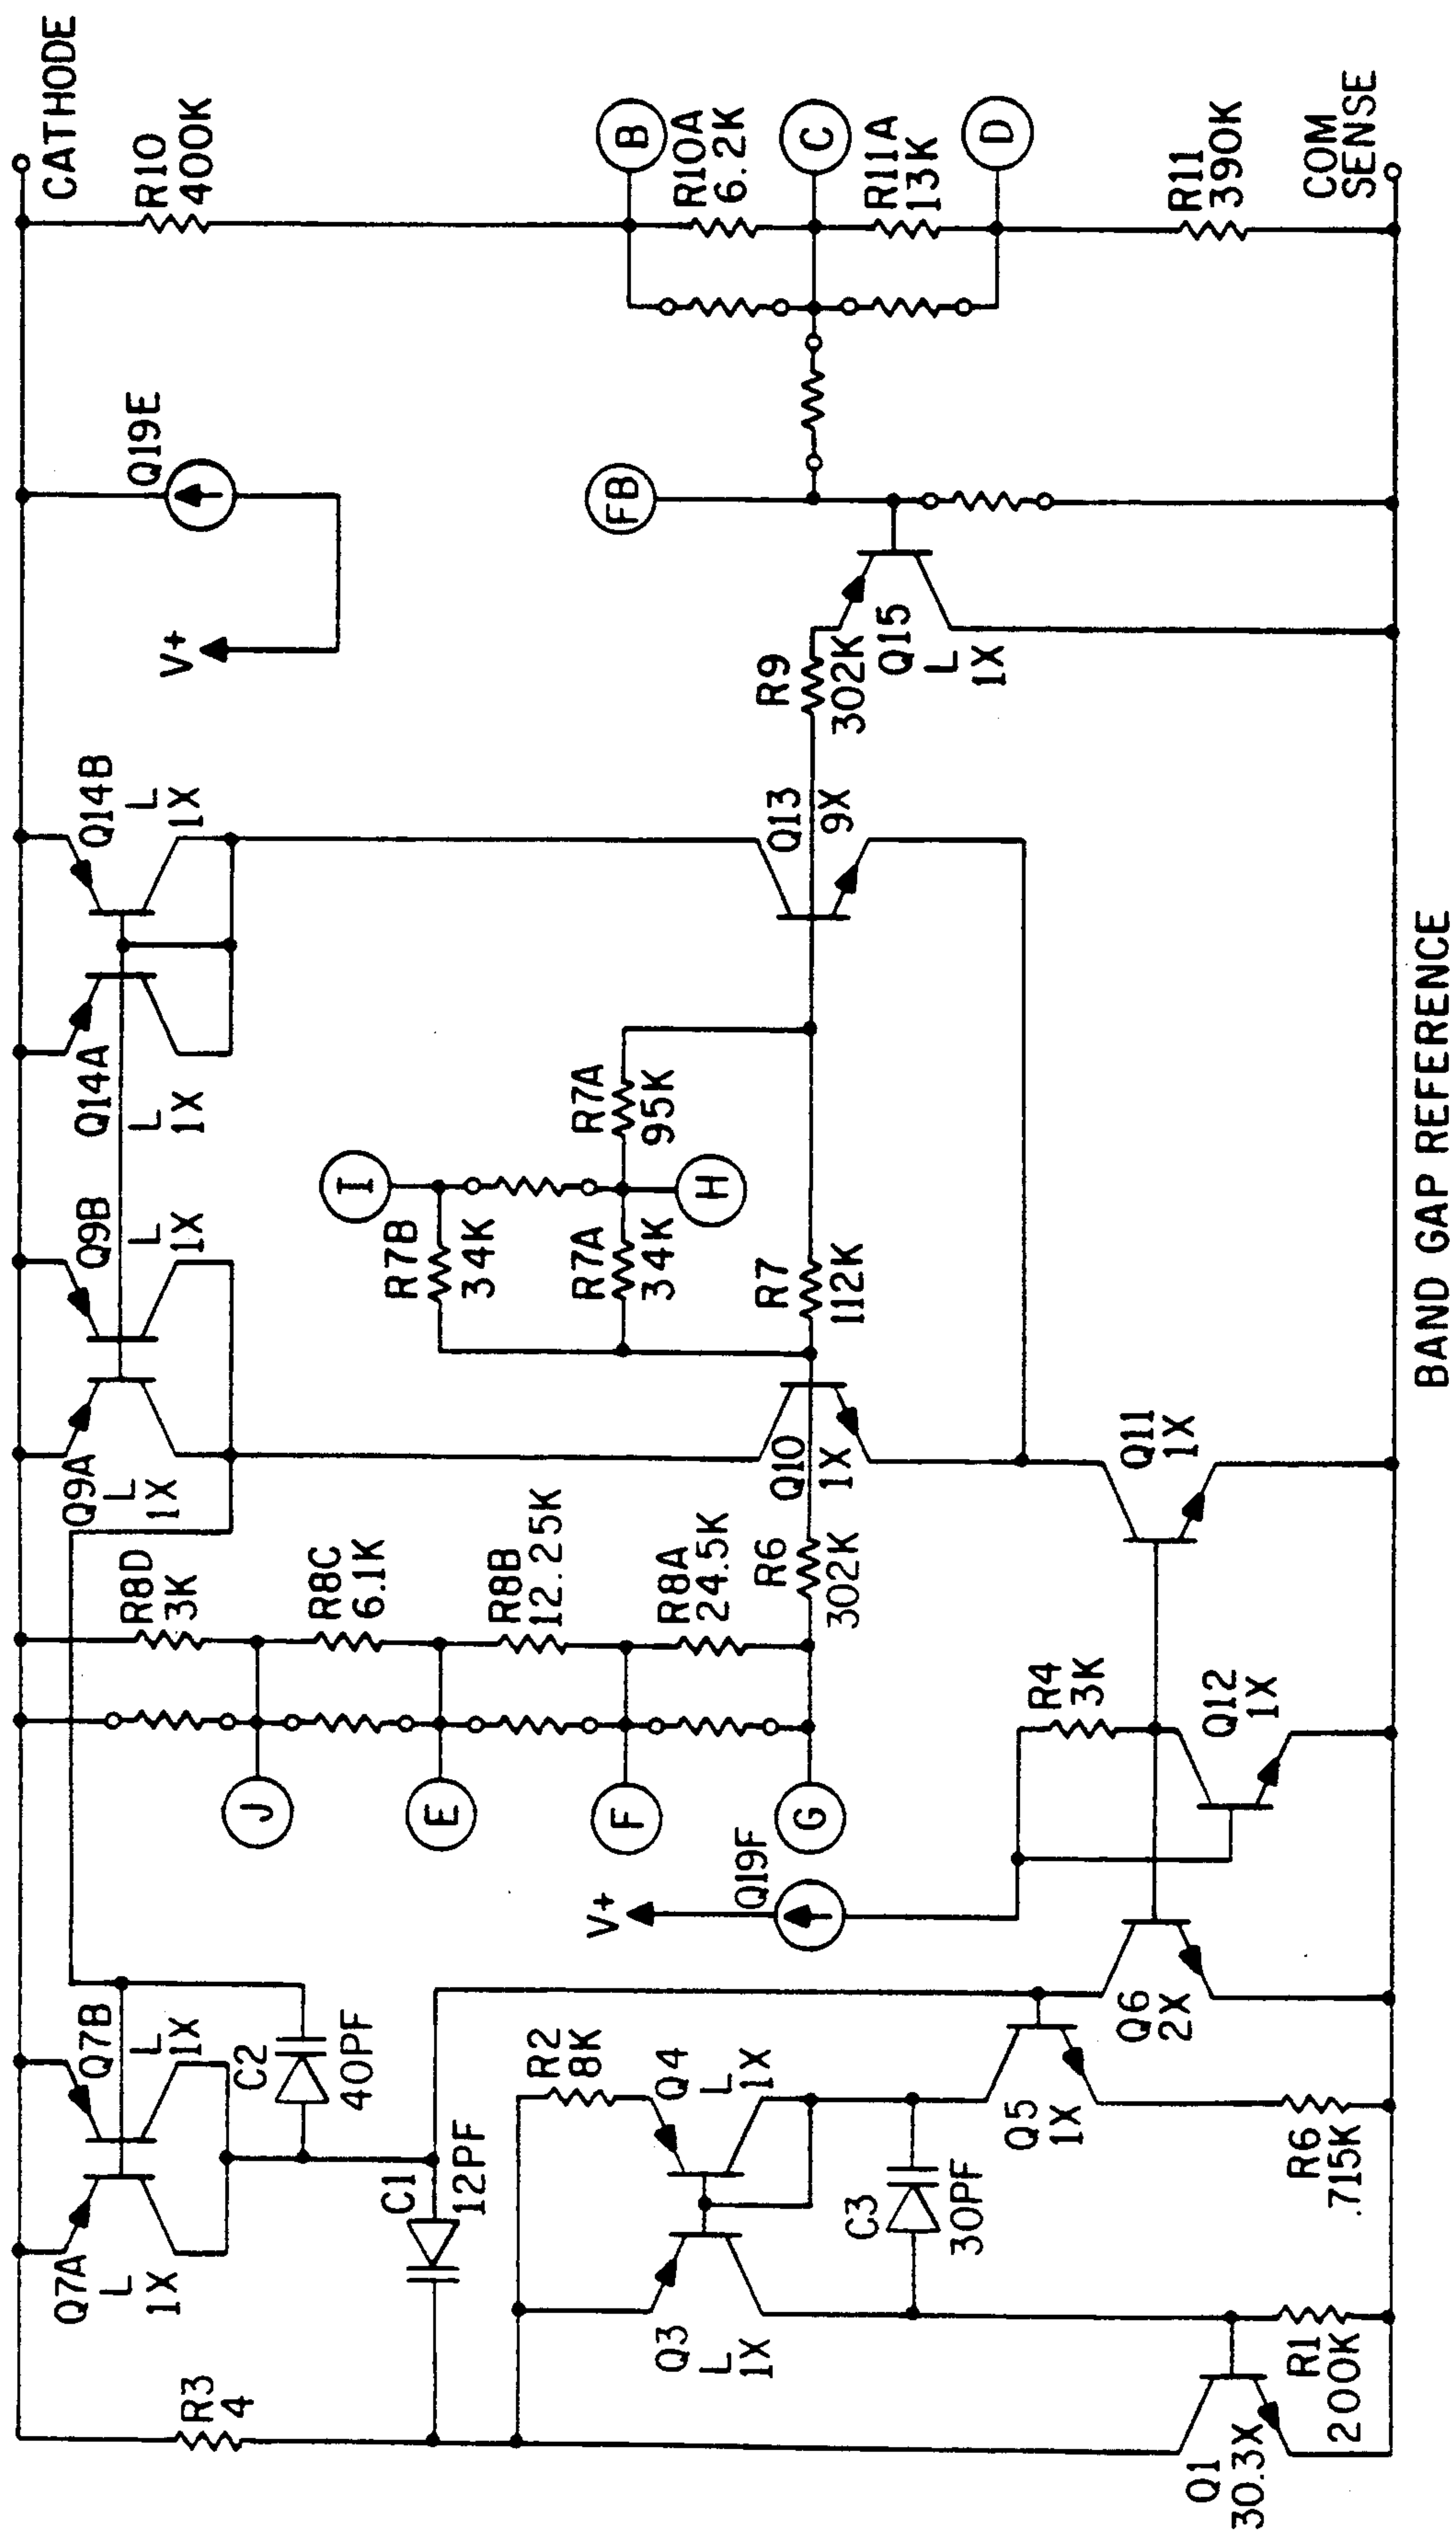 CATHODE
R10
400K
B
R10A
6.2K
C
R11A
13K
D
R11
390K
COM
SENSE
Q19E
V+
FB
R9
302K
Q15
L
1X
Q14B
L
1X
Q14A
L
1X
Q13
9X
Q9B
L
1X
Q9A
L
1X
I
R7B
34K
R7A
95K
H
R7A
34K
R7
112K
Q10
1X
Q11
1X
R8D
3K
R8C
6.1K
R8B
12.25K
R8A
24.5K
R6
302K
J
E
F
G
R4
3K
Q12
1X
V+
Q19F
Q7B
L
1X
C2
40PF
Q7A
L
1X
C1
12PF
R2
8K
Q4
L
1X
Q3
L
1X
C3
30PF
Q5
1X
Q6
2X
R6
.715K
R3
4
Q1
30.3X
R1
200K
BAND GAP REFERENCE